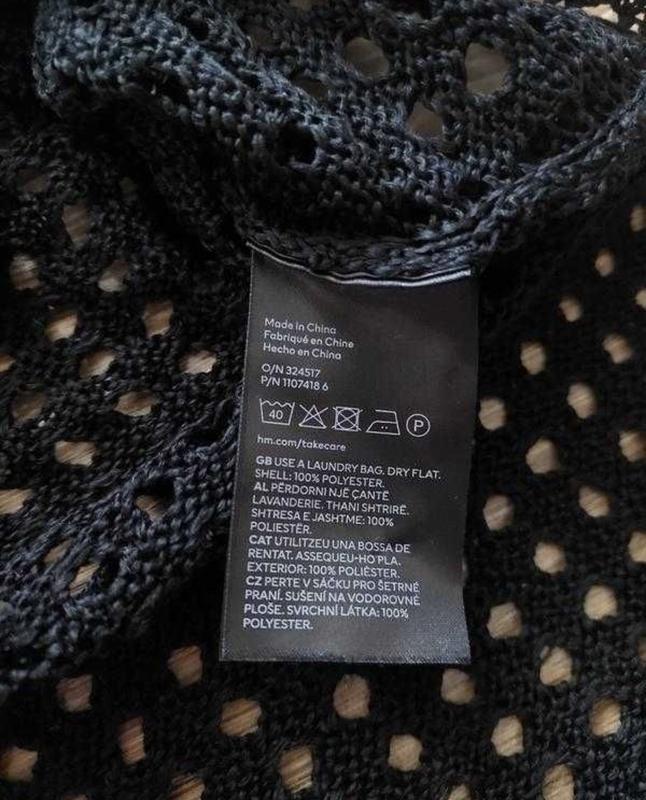 Made in China
Fabriqué en Chine
Hecho en China
O/N 324517
P/N 1107418 6
40 P
hm.com/takecare
GB USE A LAUNDRY BAG. DRY FLAT.
SHELL: 100% POLYESTER.
AL PËRDORNI NJË ÇANTË
LAVANDERIE. THANI SHTRIRË.
SHTRESA E JASHTME: 100%
POLIESTËR.
CAT UTILITZEU UNA BOSSA DE
RENTAT. ASSEQUEU-HO PLA.
EXTERIOR: 100% POLIÈSTER.
CZ PERTE V SÁČKU PRO ŠETRNÉ
PRANÍ. SUŠENÍ NA VODOROVNÉ
PLOŠE. SVRCHNÍ LÁTKA: 100%
POLYESTER.